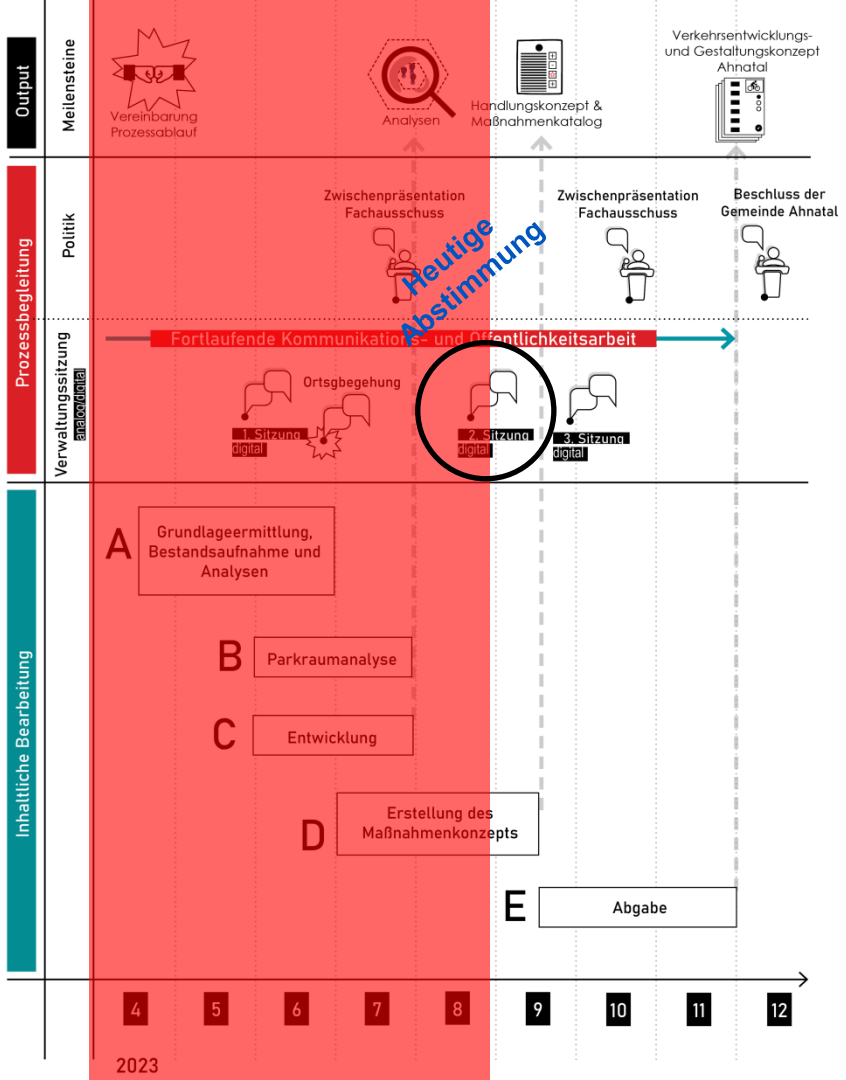 Output
Meilensteine
Vereinbarung
Prozessablauf
Analysen
Handlungskonzept &
Maßnahmenkatalog
Verkehrsentwicklungs-
und Gestaltungskonzept
Ahnatal
Prozessbegleitung
Politik
Zwischenpräsentation
Fachausschuss
Heutige
Abstimmung
Zwischenpräsentation
Fachausschuss
Beschluss der
Gemeinde Ahnatal
Verwaltungssitzung
analog/digital
Fortlaufende Kommunikations- und Öffentlichkeitsarbeit
1. Sitzung
digital
Ortsgbegehung
2. Sitzung
digital
3. Sitzung
digital
Inhaltliche Bearbeitung
A
Grundlageermittlung,
Bestandsaufnahme und
Analysen
B
Parkraumanalyse
C
Entwicklung
D
Erstellung des
Maßnahmenkonzepts
E
Abgabe
4 5 6 7 8 9 10 11 12
2023